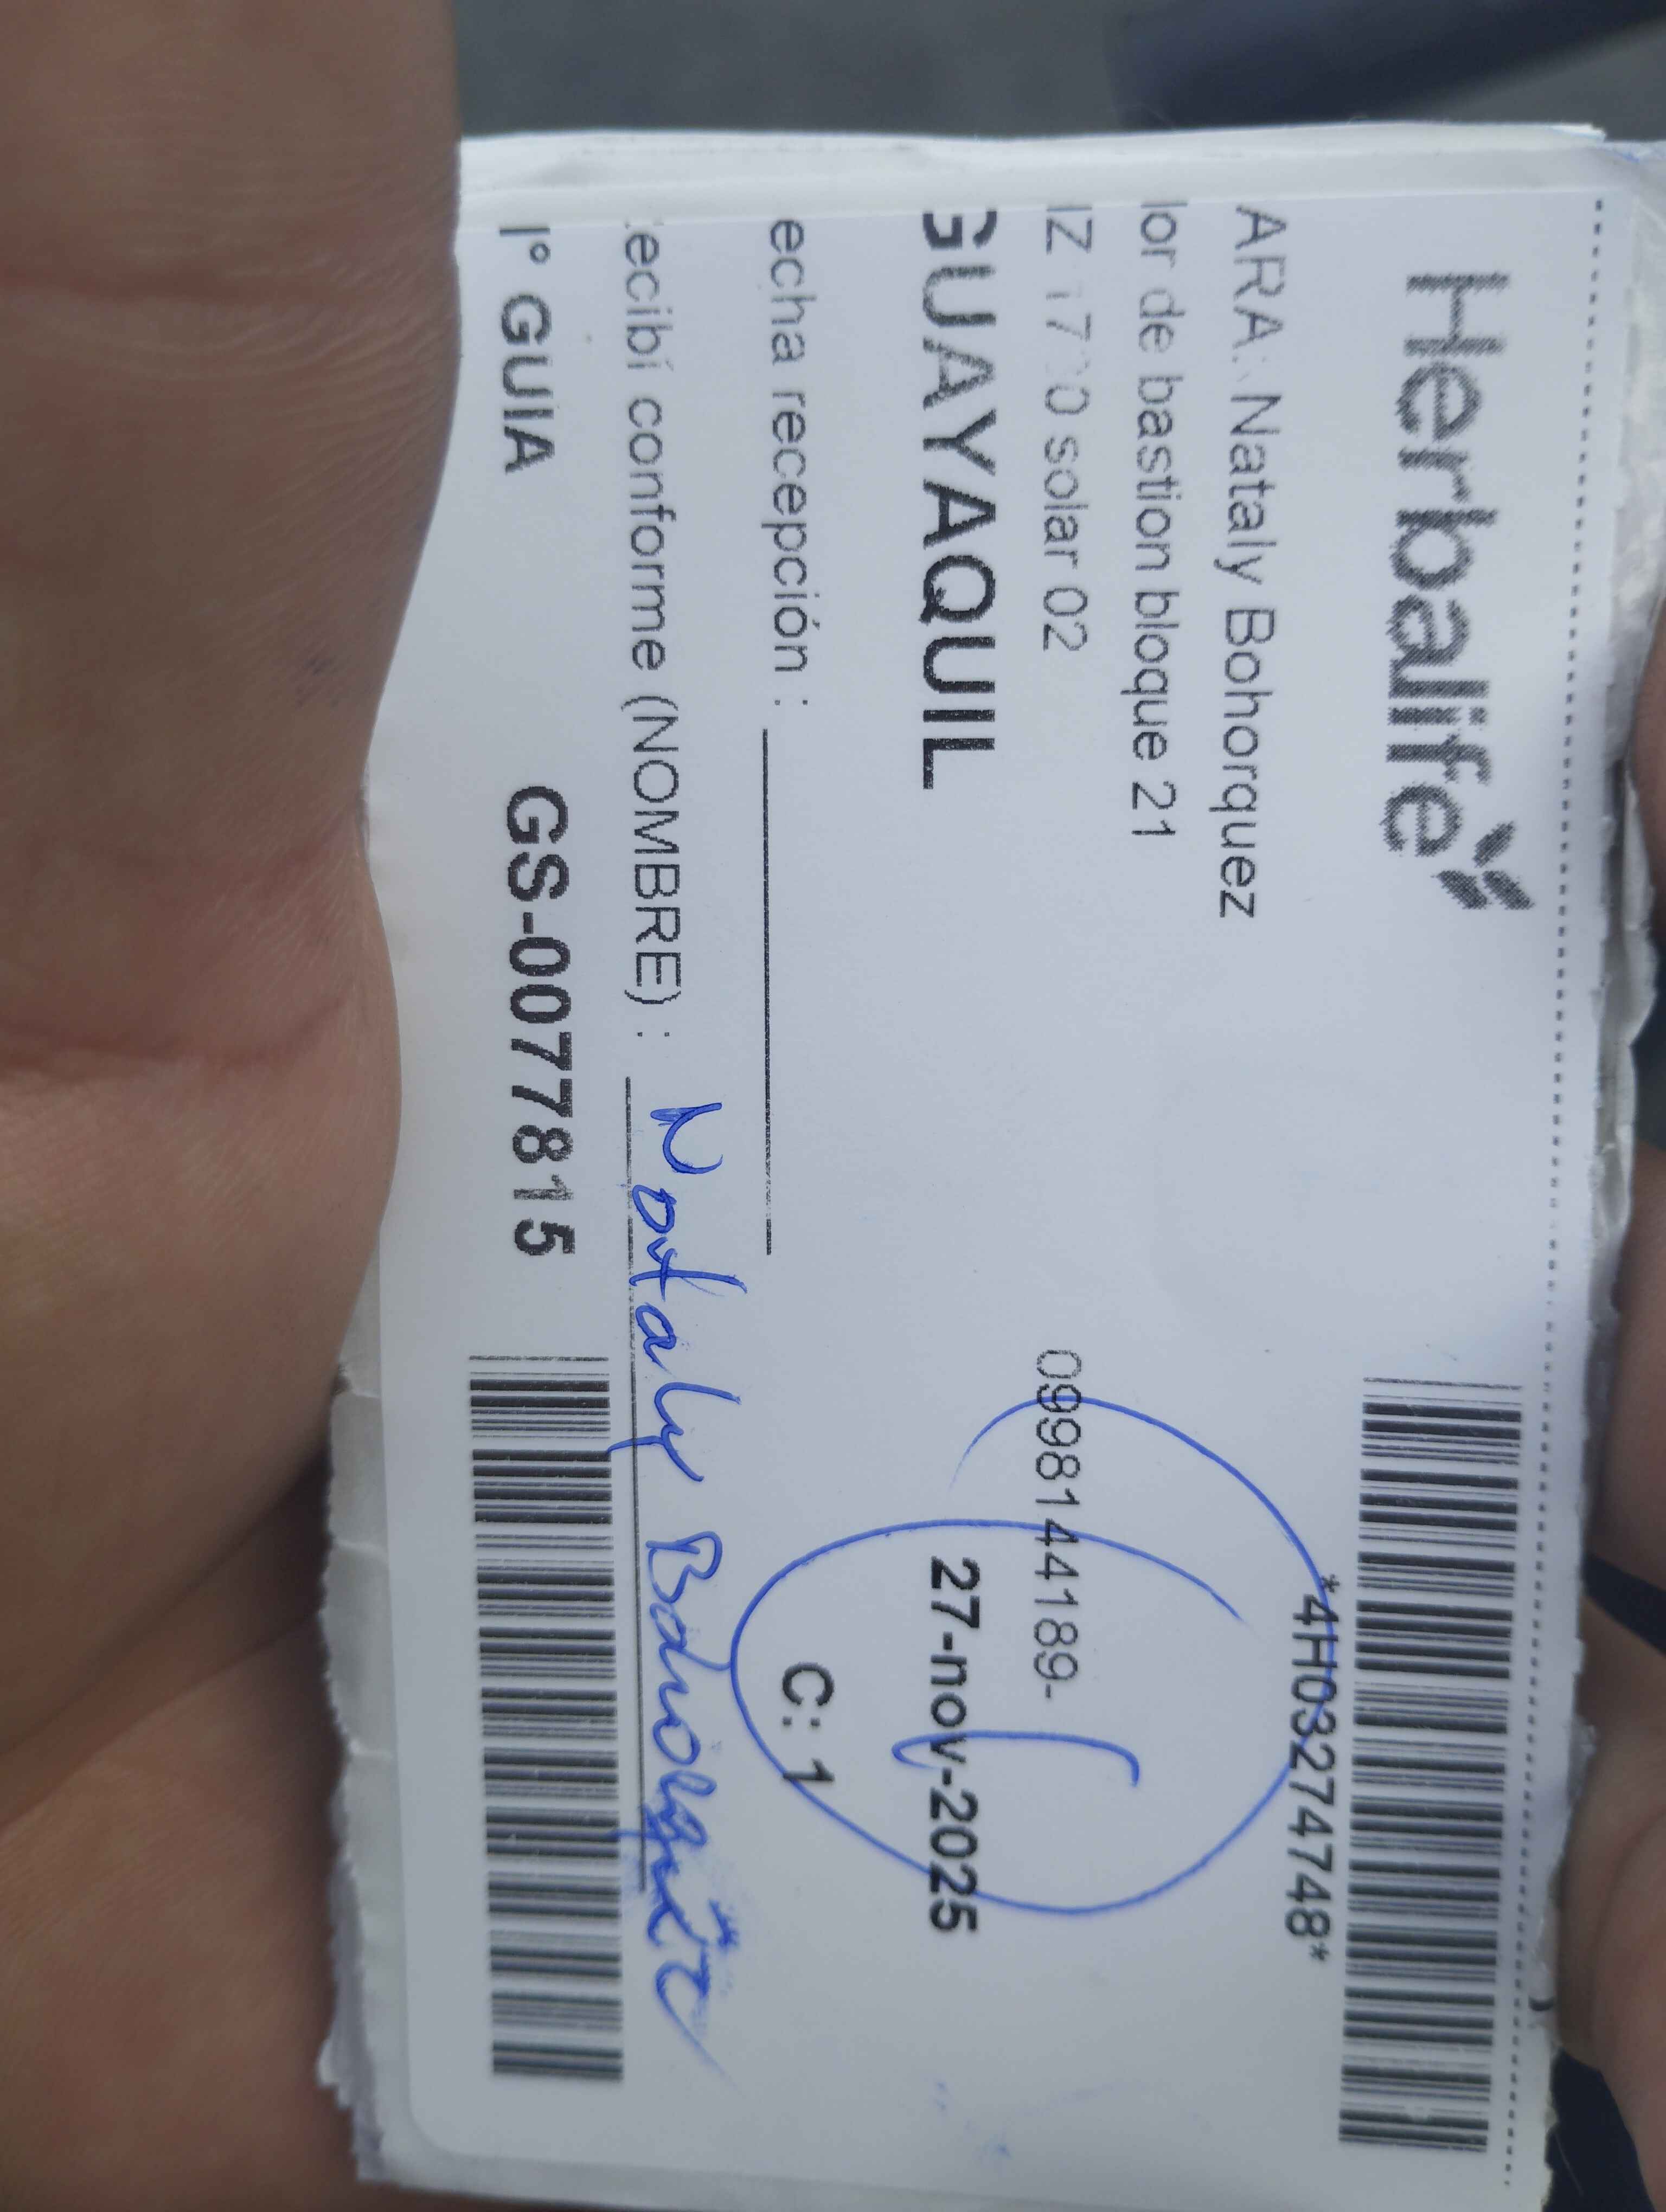 Herbalife
*4H03274748*
ARA: Nataly Bohorquez
lor de bastion bloque 21
IZ solar 02
0998144189-
GUAYAQUIL
27-nov-2025
echa recepción :
C: 1
ecibí conforme (NOMBRE) : Nataly
° GUIA GS-0077815